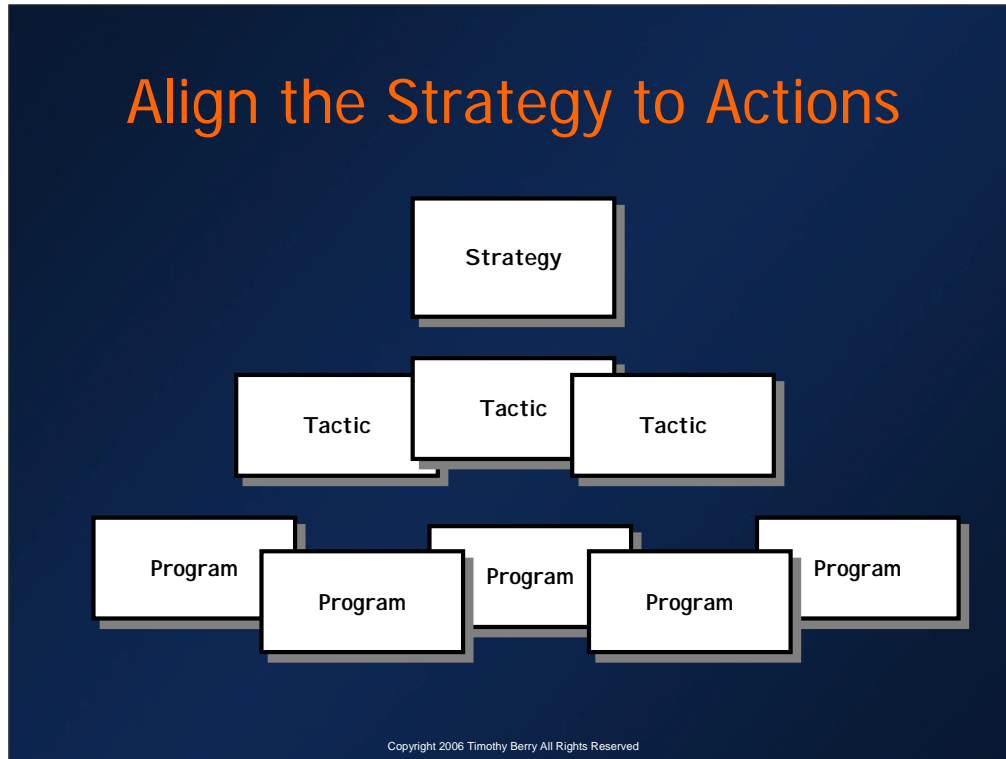 Align the Strategy to Actions
Strategy
Tactic
Tactic
Tactic
Program
Program
Program
Program
Program
Copyright 2006 Timothy Berry All Rights Reserved